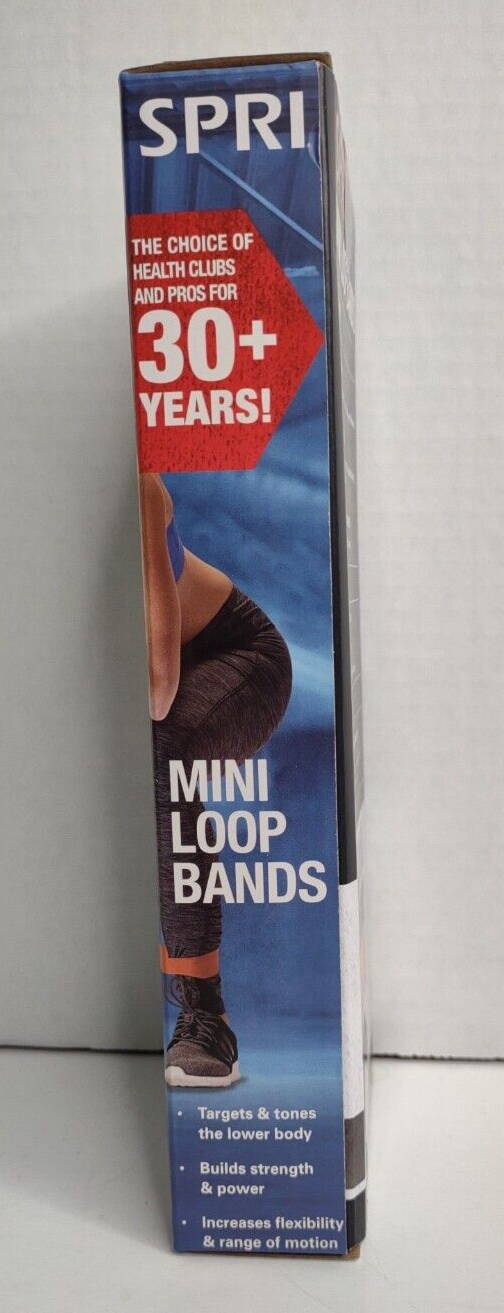 SPRI
THE CHOICE OF
HEALTH CLUBS
AND PROS FOR
30+
YEARS!
MINI
LOOP
BANDS
• Targets & tones
the lower body
• Builds strength
& power
• Increases flexibility
& range of motion